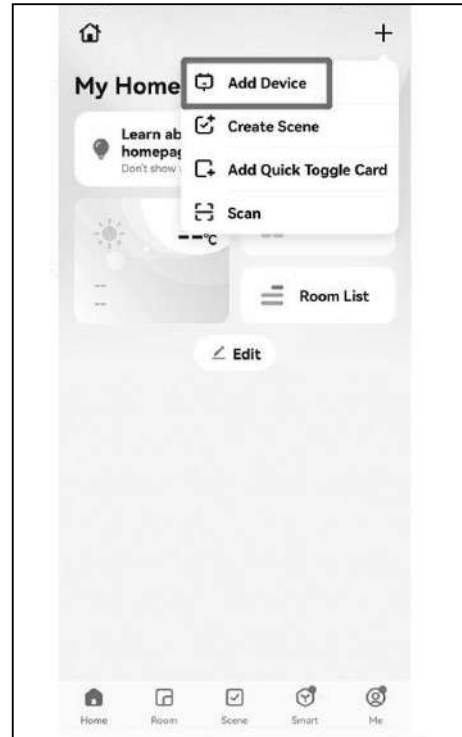 +
My Home
Add Device
Create Scene
Add Quick Toggle Card
Scan
Learn ab
homepag
Don't show
--°C
--
--
--
Room List
Edit
Home Room Scene Smart Me